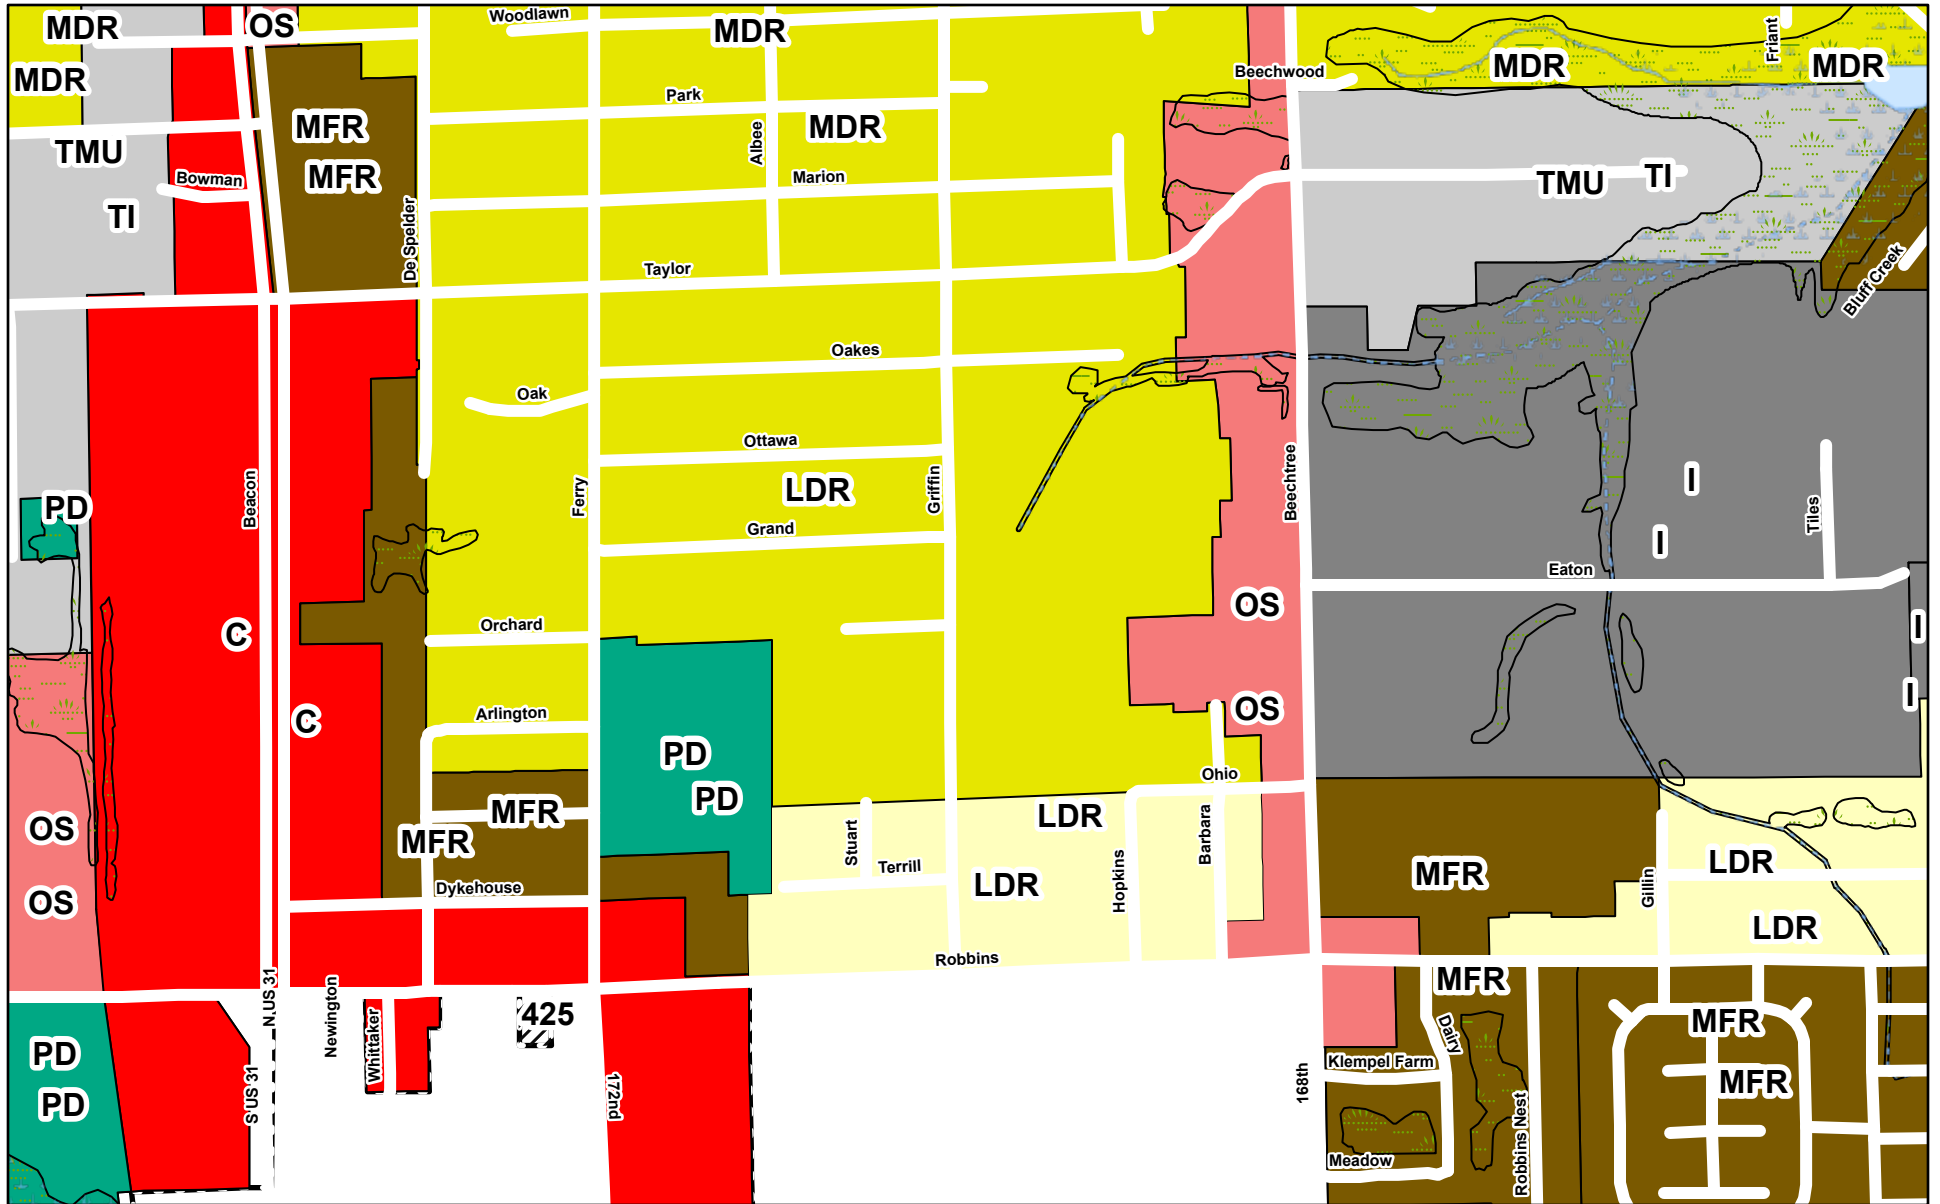 Woodlawn
MDR
OS
MDR
Friant
MDR
Beechwood
MDR
MDR
Park
MFR
MDR
Albee
TMU
MFR
Bowman
Marion
TMU
TI
TI
De Spelder
Taylor
Bluff Creek
Oakes
Oak
Ottawa
LDR
Griffin
Ferry
Beacon
Beechtree
PD
I
Tiles
Grand
I
Eaton
OS
Orchard
C
I
I
OS
Arlington
C
PD
Ohio
PD
MFR
LDR
Stuart
Barbara
OS
MFR
Terrill
LDR
Hopkins
Dykehouse
MFR
Gillin
LDR
OS
LDR
Robbins
N US 31
Newington
MFR
425
Whittaker
Dairy
MFR
PD
Klempel Farm
MFR
PD
S US 31
172nd
168th
Robbins Nest
Meadow